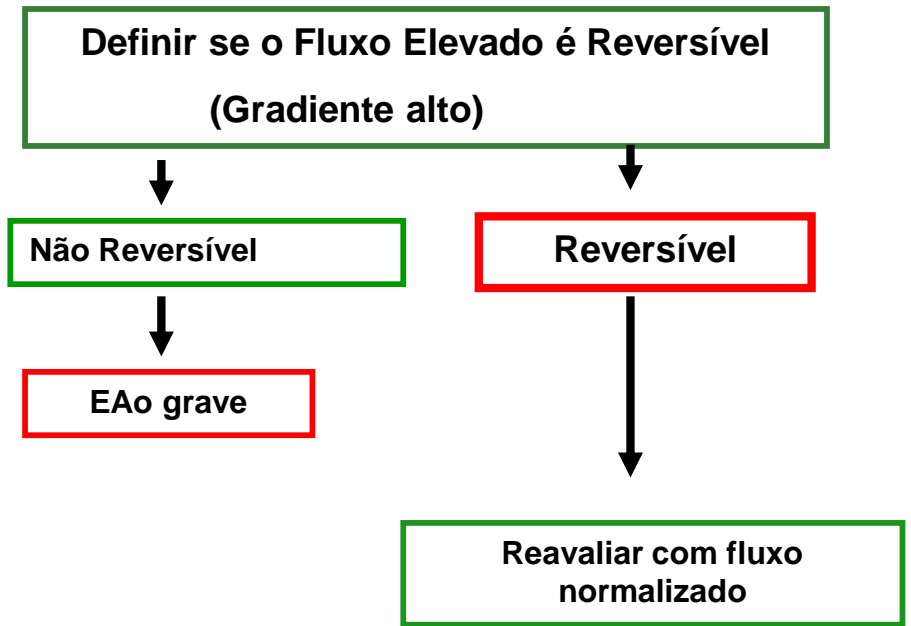 Definir se o Fluxo Elevado é Reversível
(Gradiente alto)
Não Reversível
Reversível
EAo grave
Reavaliar com fluxo
normalizado